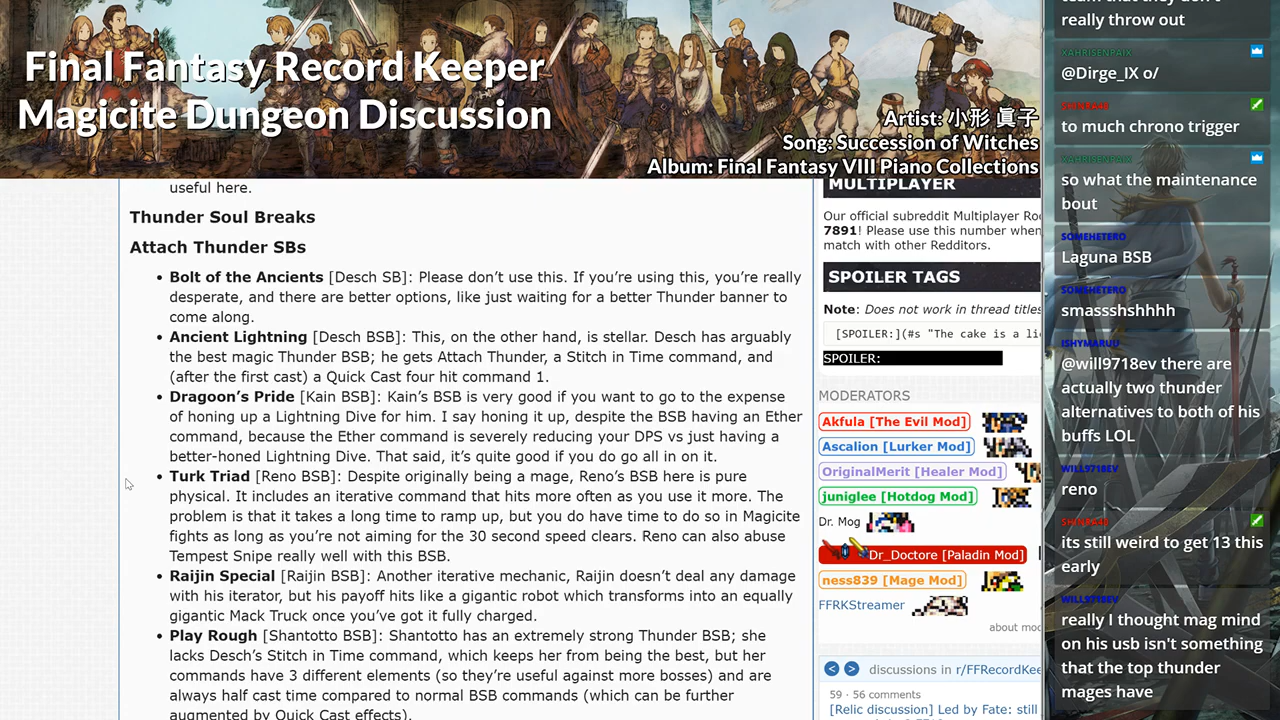 Final Fantasy Record Keeper
Magicite Dungeon Discussion
Artist: 小形 眞子
Song: Succession of Witches
Album: Final Fantasy VIII Piano Collections
useful here.
Thunder Soul Breaks
Attach Thunder SBs
• Bolt of the Ancients [Desch SB]: Please don't use this. If you're using this, you're really
desperate, and there are better options, like just waiting for a better Thunder banner to
come along.
• Ancient Lightning [Desch BSB]: This, on the other hand, is stellar. Desch has arguably
the best magic Thunder BSB; he gets Attach Thunder, a Stitch in Time command, and
(after the first cast) a Quick Cast four hit command 1.
• Dragoon's Pride [Kain BSB]: Kain's BSB is very good if you want to go to the expense
of honing up a Lightning Dive for him. I say honing it up, despite the BSB having an Ether
command, because the Ether command is severely reducing your DPS vs just having a
better-honed Lightning Dive. That said, it's quite good if you do go all in on it.
• Turk Triad [Reno BSB]: Despite originally being a mage, Reno's BSB here is pure
physical. It includes an iterative command that hits more often as you use it more. The
problem is that it takes a long time to ramp up, but you do have time to do so in Magicite
fights as long as you're not aiming for the 30 second speed clears. Reno can also abuse
Tempest Snipe really well with this BSB.
• Raijin Special [Raijin BSB]: Another iterative mechanic, Raijin doesn't deal any damage
with his iterator, but his payoff hits like a gigantic robot which transforms into an equally
gigantic Mack Truck once you've got it fully charged.
• Play Rough [Shantotto BSB]: Shantotto has an extremely strong Thunder BSB; she
lacks Desch's Stitch in Time command, which keeps her from being the best, but her
commands have 3 different elements (so they're useful against more bosses) and are
always half cast time compared to normal BSB commands (which can be further
augmented by Quick Cast effects).
MULTIPLAYER
Our official subreddit Multiplayer Ro
7891! Please use this number when
match with other Redditors.
SPOILER TAGS
Note: Does not work in thread titles
[SPOILER:](#s "The cake is a li
SPOILER:
MODERATORS
Akfula [The Evil Mod]
Ascalion [Lurker Mod]
OriginalMerit [Healer Mod]
juniglee [Hotdog Mod]
Dr. Mog
Dr_Doctore [Paladin Mod]
ness839 [Mage Mod]
FFRKStreamer
about mod
< > discussions in r/FFRecordKee
59 · 56 comments
[Relic discussion] Led by Fate: still
team that they don't
really throw out
XAHRISENPAIX
@Dirge_IX o/
SHINRA40
to much chrono trigger
XAHRISENPAIX
so what the maintenance
bout
SOMEHETERO
Laguna BSB
SOMEHETERO
smassshshhhh
ISHYMARUU
@will9718ev there are
actually two thunder
alternatives to both of his
buffs LOL
WILL9718EV
reno
SHINRA40
its still weird to get 13 this
early
WILL9718EV
really I thought mag mind
on his usb isn't something
that the top thunder
mages have